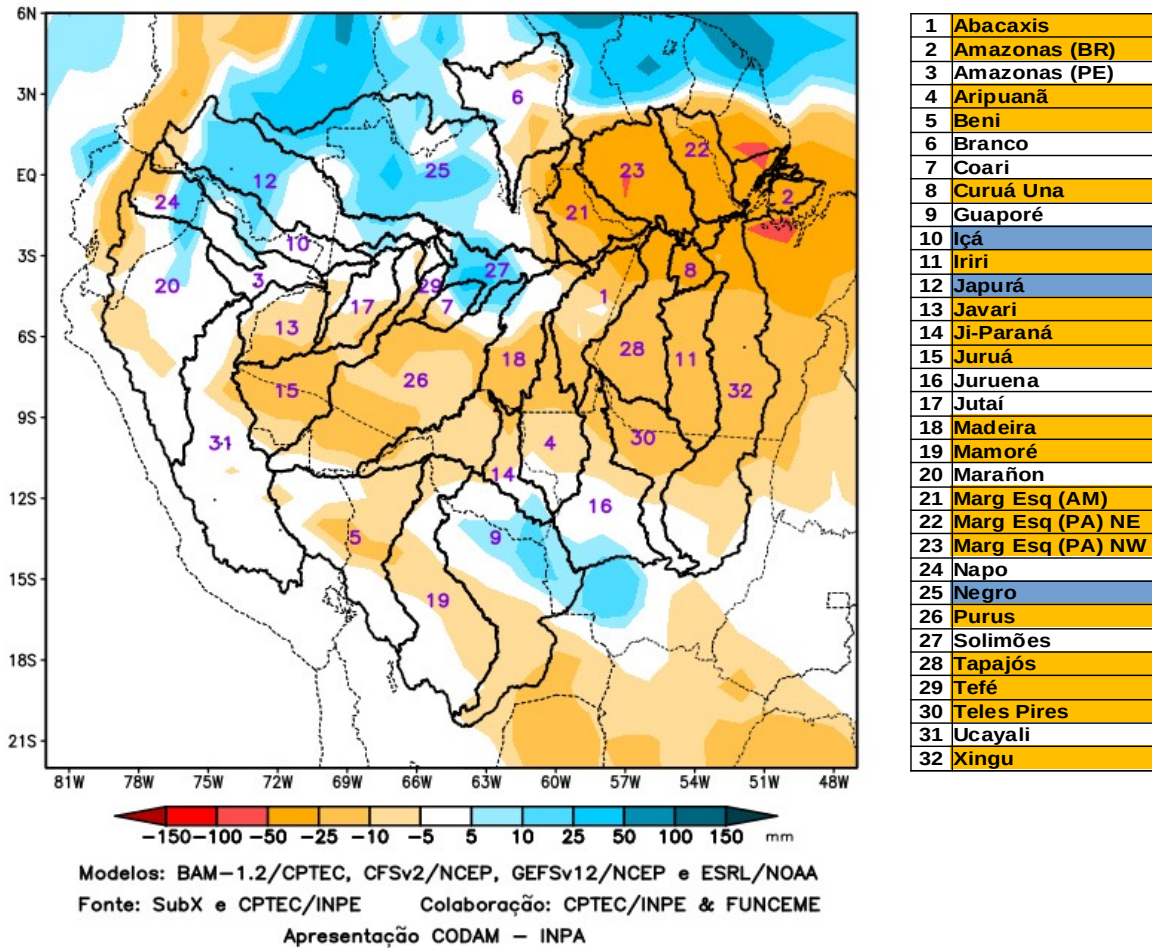 6N
3N
EQ
3S
6S
9S
12S
15S
18S
21S
81W 78W 75W 72W 69W 66W 63W 60W 57W 54W 51W 48W
6
22
25
23
12
24
2
21
10
27
8
20
3
29
1
17
7
13
28
18
11
26
15
32
30
31
4
14
16
5
9
19
-150 -100 -50 -25 -10 -5 5 10 25 50 100 150 mm
Modelos: BAM-1.2/CPTEC, CFSv2/NCEP, GEFSv12/NCEP e ESRL/NOAA
Fonte: SubX e CPTEC/INPE Colaboração: CPTEC/INPE & FUNCEME
Apresentação CODAM - INPA
1 Abacaxis
2 Amazonas (BR)
3 Amazonas (PE)
4 Aripuanã
5 Beni
6 Branco
7 Coari
8 Curuá Una
9 Guaporé
10 Içá
11 Iriri
12 Japurá
13 Javari
14 Ji-Paraná
15 Juruá
16 Juruena
17 Jutaí
18 Madeira
19 Mamoré
20 Marañon
21 Marg Esq (AM)
22 Marg Esq (PA) NE
23 Marg Esq (PA) NW
24 Napo
25 Negro
26 Purus
27 Solimões
28 Tapajós
29 Tefé
30 Teles Pires
31 Ucayali
32 Xingu